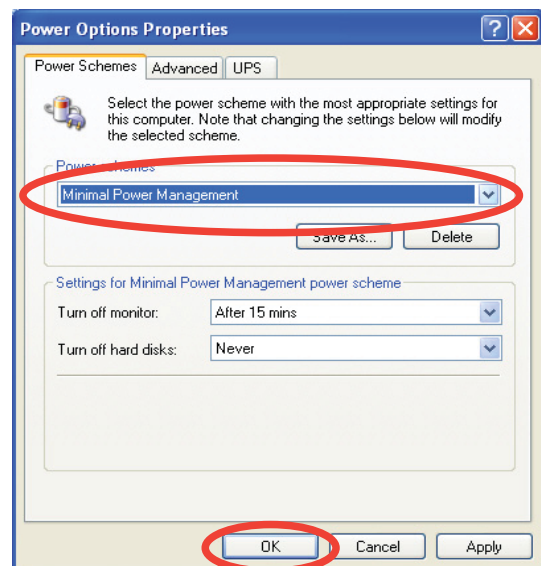 Power Options Properties
Power Schemes Advanced UPS
Select the power scheme with the most appropriate settings for
this computer. Note that changing the settings below will modify
the selected scheme.
Power schemes
Minimal Power Management
Save As... Delete
Settings for Minimal Power Management power scheme
Turn off monitor: After 15 mins
Turn off hard disks: Never
OK Cancel Apply